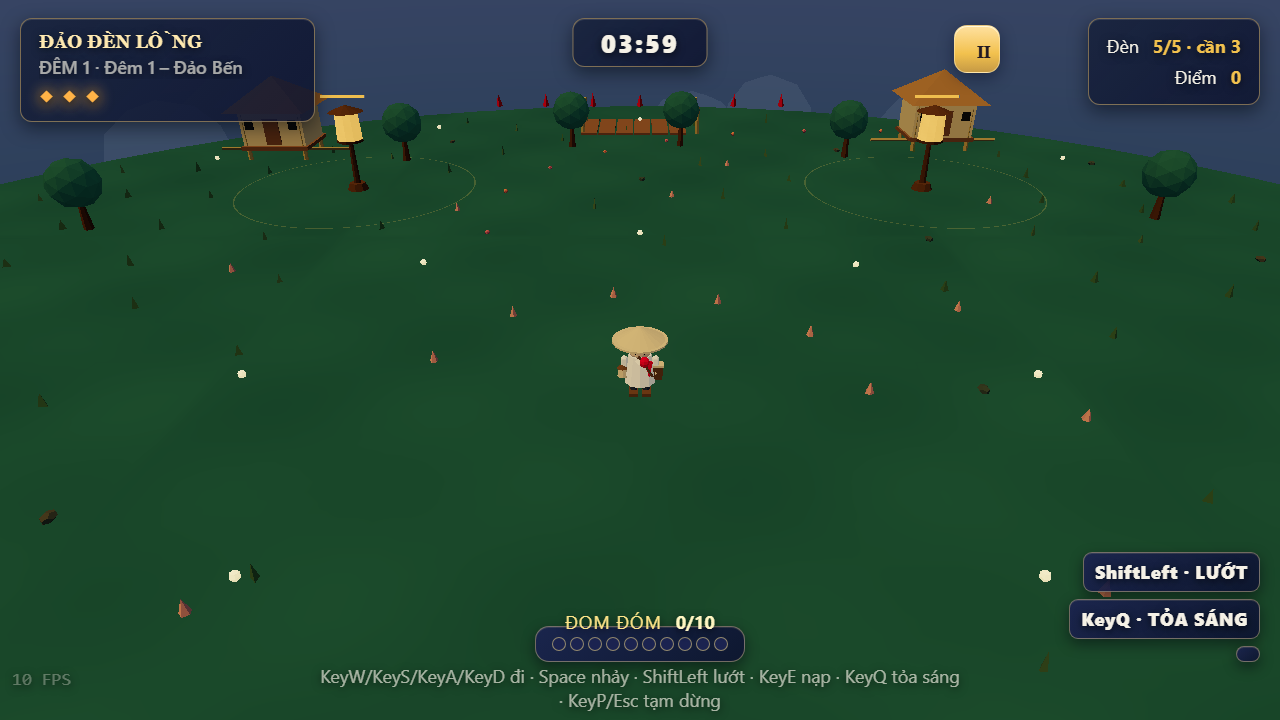 ĐẢO ĐÈN LỒNG
ĐÊM 1 · Đêm 1 – Đảo Bến
03:59
II
Đèn 5/5 · cần 3
Điểm 0
ShiftLeft · LƯỚT
KeyQ · TỎA SÁNG
ĐOM ĐÓM 0/10
KeyW/KeyS/KeyA/KeyD đi · Space nhảy · ShiftLeft lướt · KeyE nạp · KeyQ tỏa sáng
· KeyP/Esc tạm dừng
10 FPS